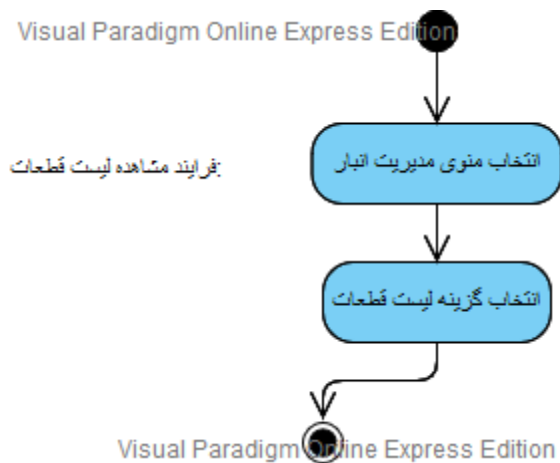 Visual Paradigm Online Express Edition
انتخاب منوی مدیریت انبار
فرایند مشاهده لیست قطعات:
انتخاب گزینه لیست قطعات
Visual Paradigm Online Express Edition